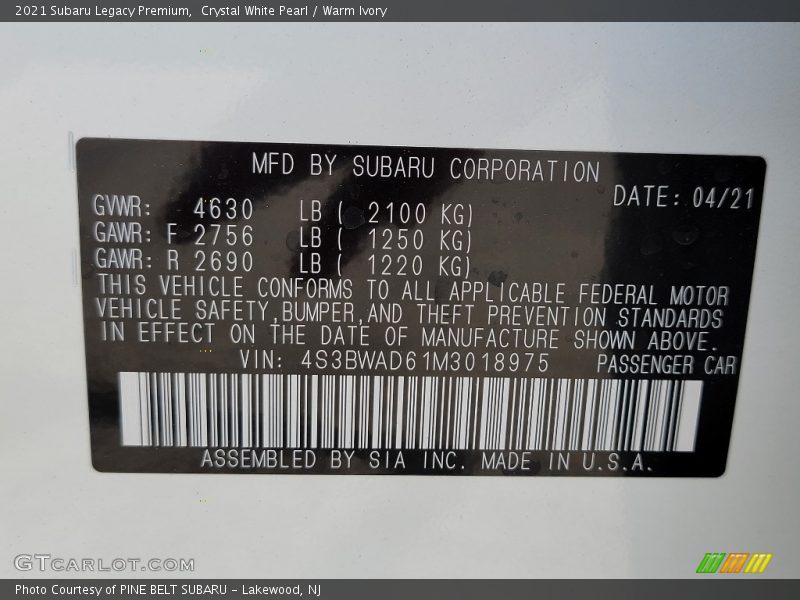 2021 Subaru Legacy Premium, Crystal White Pearl / Warm Ivory
MFD BY SUBARU CORPORATION
DATE: 04/21
GVWR: 4630 LB ( 2100 KG)
GAWR: F 2756 LB ( 1250 KG)
GAWR: R 2690 LB ( 1220 KG)
THIS VEHICLE CONFORMS TO ALL APPLICABLE FEDERAL MOTOR
VEHICLE SAFETY,BUMPER,AND THEFT PREVENTION STANDARDS
IN EFFECT ON THE DATE OF MANUFACTURE SHOWN ABOVE.
VIN: 4S3BWAD61M3018975 PASSENGER CAR
ASSEMBLED BY SIA INC. MADE IN U.S.A.
GTCARLOT.COM
Photo Courtesy of PINE BELT SUBARU - Lakewood, NJ